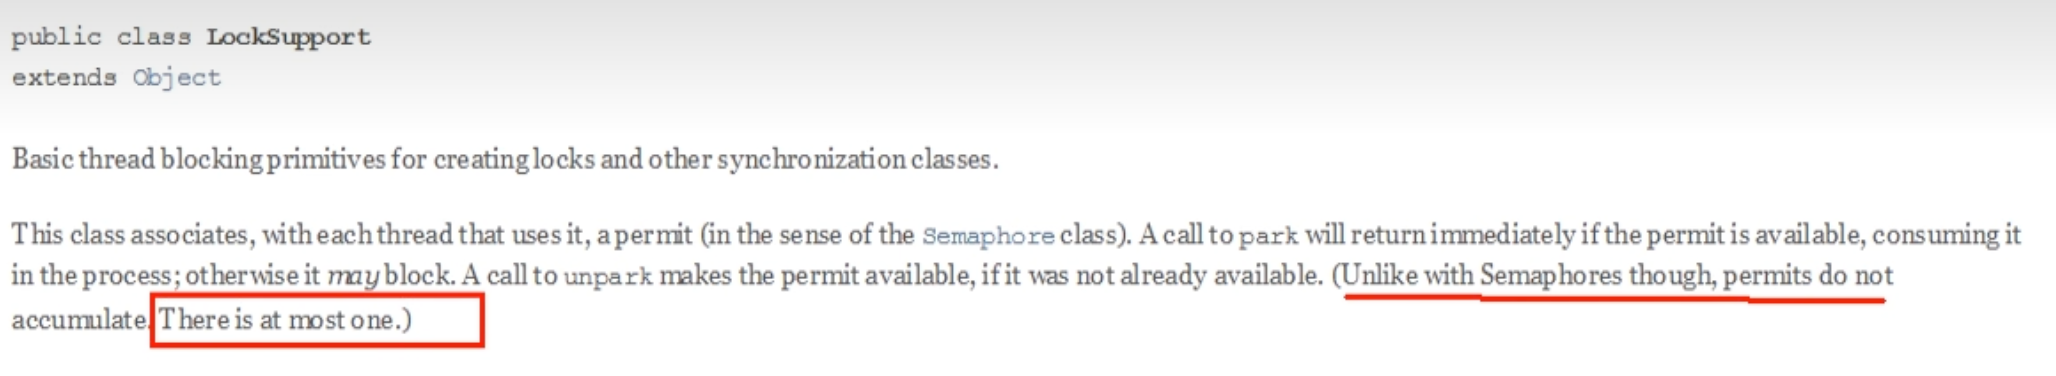 public class LockSupport
extends Object
Basic thread blocking primitives for creating locks and other synchronization classes.
This class associates, with each thread that uses it, a permit (in the sense of the Semaphore class). A call to park will return immediately if the permit is available, consuming it
in the process; otherwise it may block. A call to unpark makes the permit available, if it was not already available. (Unlike with Semaphores though, permits do not
accumulate. There is at most one.)